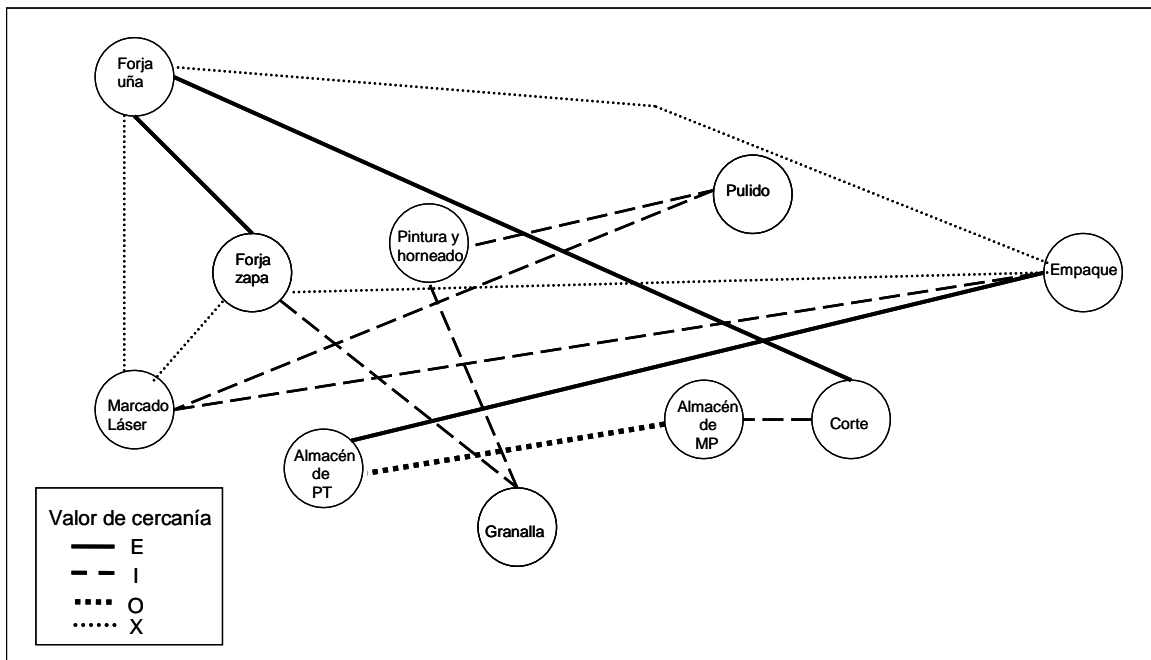 Forja
uña
Pulido
Pintura y
horneado
Forja
zapa
Empaque
Marcado
Láser
Almacén
de
MP
Corte
Almacén
de
PT
Granalla
Valor de cercanía
E
I
O
X